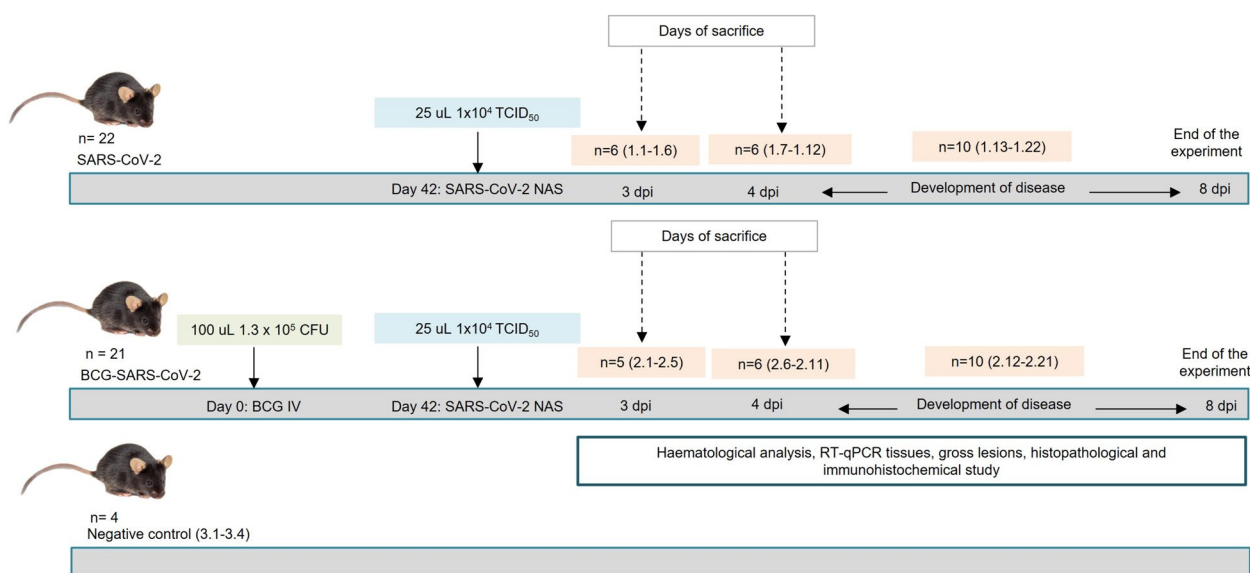 Days of sacrifice
25 uL 1x10⁴ TCID₅₀
n= 22
SARS-CoV-2
n=6 (1.1-1.6)
n=6 (1.7-1.12)
n=10 (1.13-1.22)
End of the
experiment
Day 42: SARS-CoV-2 NAS
3 dpi
4 dpi
Development of disease
8 dpi
Days of sacrifice
100 uL 1.3 x 10⁵ CFU
25 uL 1x10⁴ TCID₅₀
n = 21
BCG-SARS-CoV-2
n=5 (2.1-2.5)
n=6 (2.6-2.11)
n=10 (2.12-2.21)
End of the
experiment
Day 0: BCG IV
Day 42: SARS-CoV-2 NAS
3 dpi
4 dpi
Development of disease
8 dpi
Haematological analysis, RT-qPCR tissues, gross lesions, histopathological and
immunohistochemical study
n= 4
Negative control (3.1-3.4)